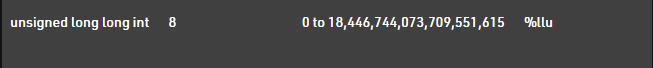 unsigned long long int 8 0 to 18,446,744,073,709,551,615 %llu